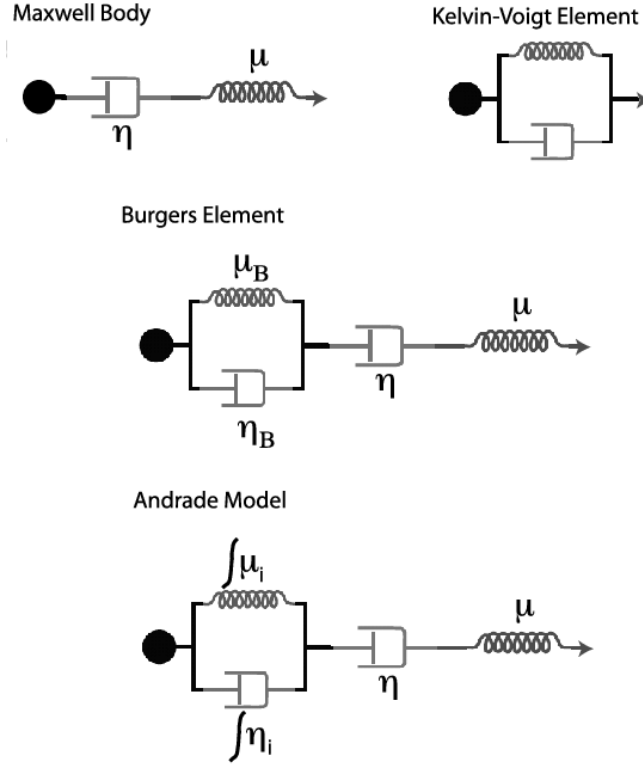 Maxwell Body
Kelvin-Voigt Element
μ
η
Burgers Element
μB
μ
η
ηB
Andrade Model
∫μi
μ
η
∫ηi